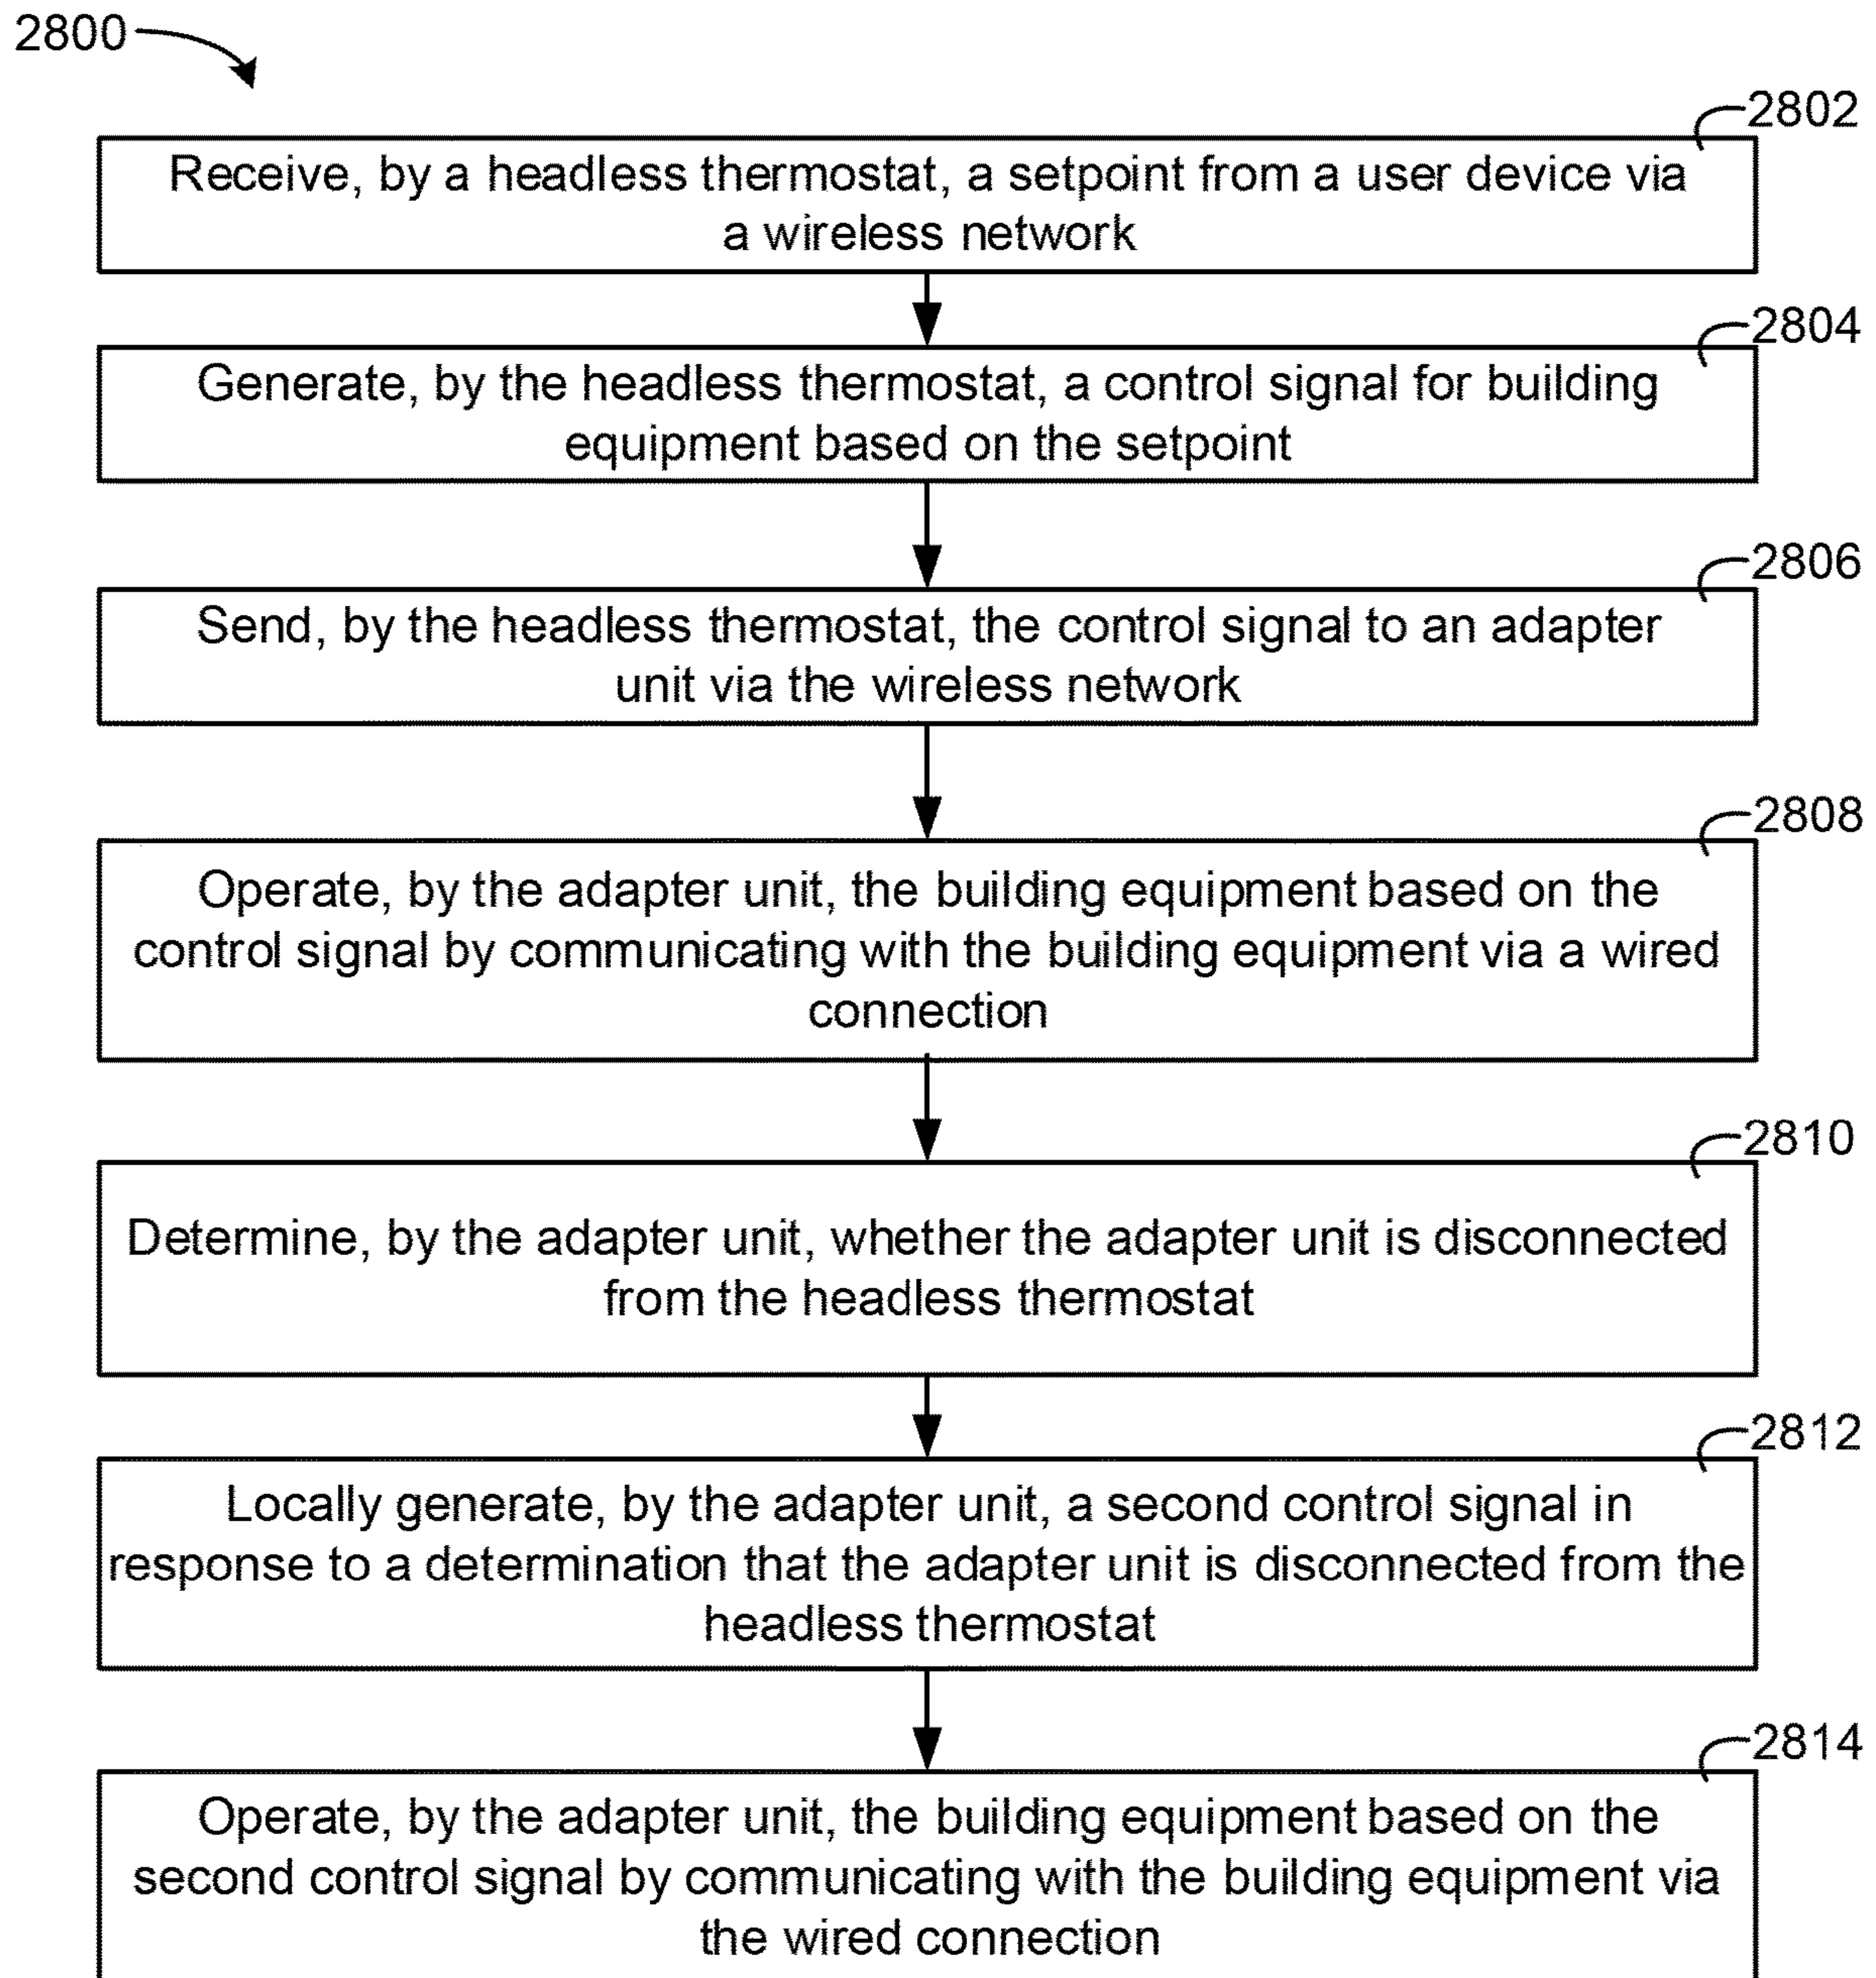 2800
2802
Receive, by a headless thermostat, a setpoint from a user device via
a wireless network
2804
Generate, by the headless thermostat, a control signal for building
equipment based on the setpoint
2806
Send, by the headless thermostat, the control signal to an adapter
unit via the wireless network
2808
Operate, by the adapter unit, the building equipment based on the
control signal by communicating with the building equipment via a wired
connection
2810
Determine, by the adapter unit, whether the adapter unit is disconnected
from the headless thermostat
2812
Locally generate, by the adapter unit, a second control signal in
response to a determination that the adapter unit is disconnected from the
headless thermostat
2814
Operate, by the adapter unit, the building equipment based on the
second control signal by communicating with the building equipment via
the wired connection